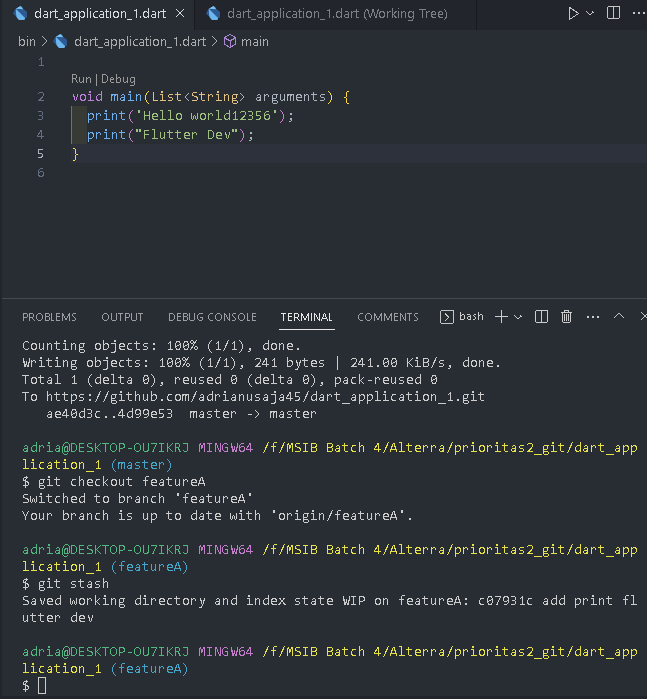 dart_application_1.dart
dart_application_1.dart (Working Tree)
bin > dart_application_1.dart > main
1
Run | Debug
2 void main(List<String> arguments) {
3 print('Hello world12356');
4 print("Flutter Dev");
5 }
6
PROBLEMS OUTPUT DEBUG CONSOLE TERMINAL COMMENTS bash
Counting objects: 100% (1/1), done.
Writing objects: 100% (1/1), 241 bytes | 241.00 KiB/s, done.
Total 1 (delta 0), reused 0 (delta 0), pack-reused 0
To https://github.com/adrianusaja45/dart_application_1.git
ae40d3c..4d99e53 master -> master
adria@DESKTOP-OU7IKRJ MINGW64 /f/MSIB Batch 4/Alterra/prioritas2_git/dart_app
lication_1 (master)
$ git checkout featureA
Switched to branch 'featureA'
Your branch is up to date with 'origin/featureA'.
adria@DESKTOP-OU7IKRJ MINGW64 /f/MSIB Batch 4/Alterra/prioritas2_git/dart_app
lication_1 (featureA)
$ git stash
Saved working directory and index state WIP on featureA: c07931c add print fl
utter dev
adria@DESKTOP-OU7IKRJ MINGW64 /f/MSIB Batch 4/Alterra/prioritas2_git/dart_app
lication_1 (featureA)
$